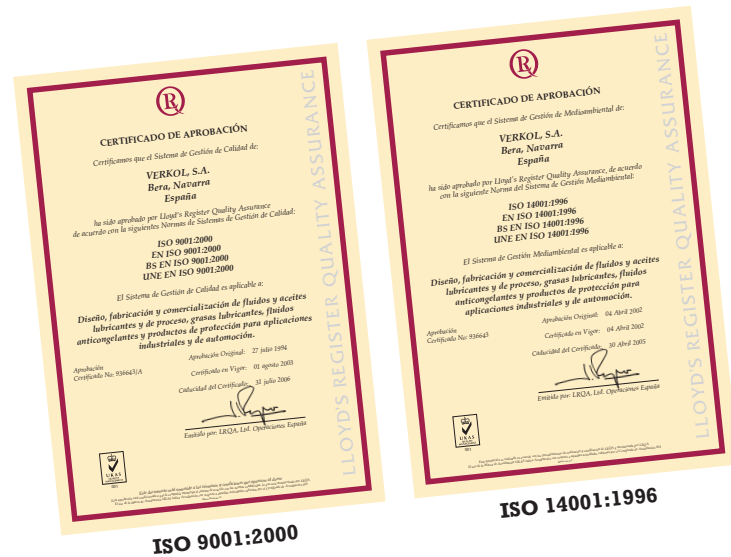 CERTIFICADO DE APROBACIÓN
Certificamos que el Sistema de Gestión de Calidad de:
VERKOL, S.A.
Bera, Navarra
España
ha sido aprobado por Lloyd's Register Quality Assurance
de acuerdo con la siguientes Normas de Sistemas de Gestión de Calidad:
ISO 9001:2000
EN ISO 9001:2000
BS EN ISO 9001:2000
UNE EN ISO 9001:2000
El Sistema de Gestión de Calidad es aplicable a:
Diseño, fabricación y comercialización de fluidos y aceites
lubricantes y de proceso, grasas lubricantes, fluidos
anticongelantes y productos de protección para aplicaciones
industriales y de automoción.
Aprobación
Certificado No: 936643/A
Aprobación Original: 27 julio 1994
Certificado en Vigor: 01 agosto 2003
Caducidad del Certificado: 31 julio 2006
Emitido por: LRQA, Ltd. Operaciones España
UKAS
001
LLOYD'S REGISTER QUALITY ASSURANCE
ISO 9001:2000
CERTIFICADO DE APROBACIÓN
Certificamos que el Sistema de Gestión de Medioambiental de:
VERKOL, S.A.
Bera, Navarra
España
ha sido aprobado por Lloyd's Register Quality Assurance, de acuerdo
con la siguiente Norma del Sistema de Gestión Mediambiental:
ISO 14001:1996
EN ISO 14001:1996
BS EN ISO 14001:1996
UNE EN ISO 14001:1996
El Sistema de Gestión Mediambiental es aplicable a:
Diseño, fabricación y comercialización de fluidos y aceites
lubricantes y de proceso, grasas lubricantes, fluidos
anticongelantes y productos de protección para
aplicaciones industriales y de automoción.
Aprobación
Certificado No: 936643
Aprobación Original: 04 Abril 2002
Certificado en Vigor: 04 Abril 2002
Caducidad del Certificado: 30 Abril 2005
Emitido por: LRQA, Ltd. Operaciones España
UKAS
001
LLOYD'S REGISTER QUALITY ASSURANCE
ISO 14001:1996